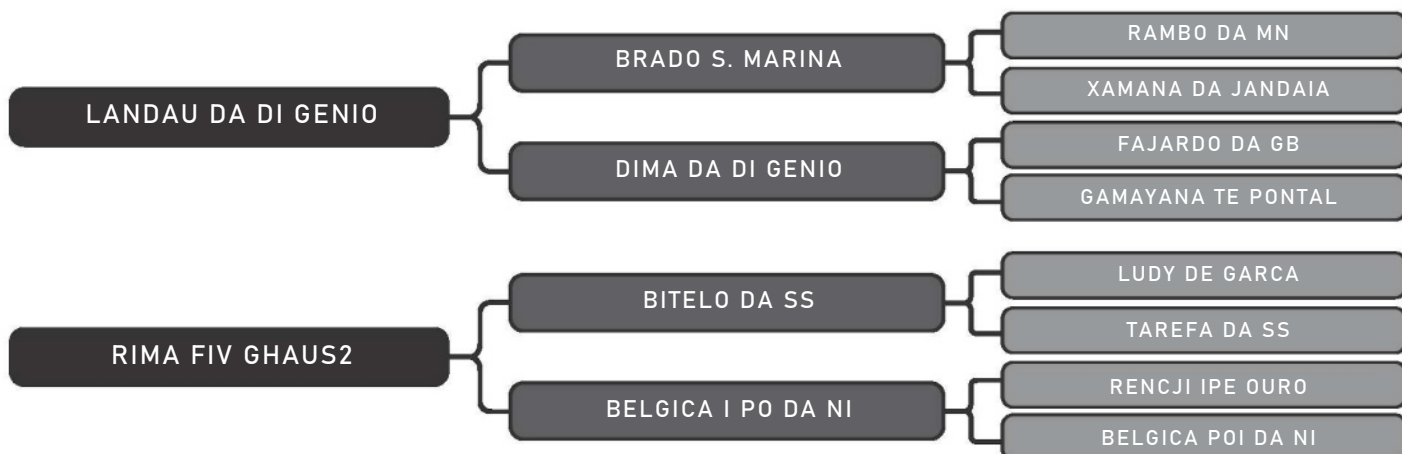 LANDAU DA DI GENIO
BRADO S. MARINA
RAMBO DA MN
XAMANA DA JANDAIA
DIMA DA DI GENIO
FAJARDO DA GB
GAMAYANA TE PONTAL
RIMA FIV GHAUS2
BITELO DA SS
LUDY DE GARCA
TAREFA DA SS
BELGICA I PO DA NI
RENCJI IPE OURO
BELGICA POI DA NI